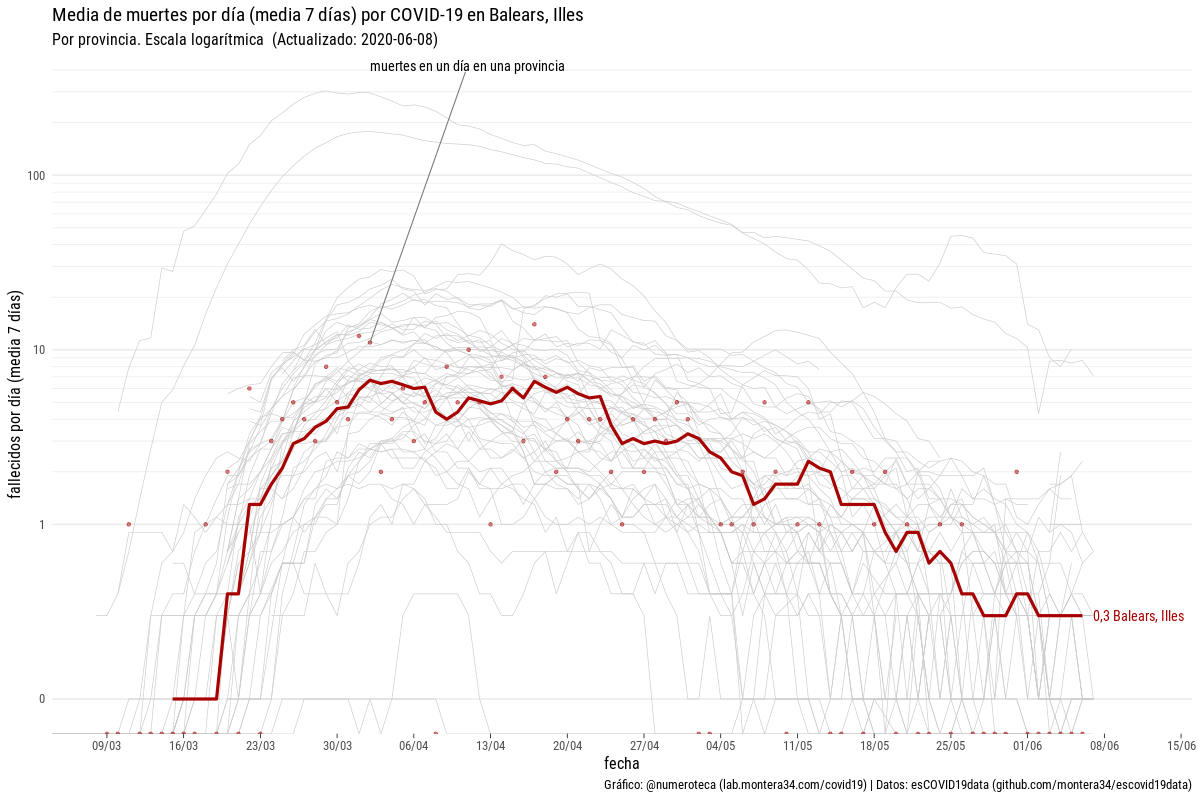 Media de muertes por día (media 7 días) por COVID-19 en Balears, Illes
Por provincia. Escala logarítmica (Actualizado: 2020-06-08)
muertes en un día en una provincia
fallecidos por día (media 7 días)
100
10
1
0
0,3 Balears, Illes
09/03 16/03 23/03 30/03 06/04 13/04 20/04 27/04 04/05 11/05 18/05 25/05 01/06 08/06 15/06
fecha
Gráfico: @numeroteca (lab.montera34.com/covid19) | Datos: esCOVID19data (github.com/montera34/escovid19data)